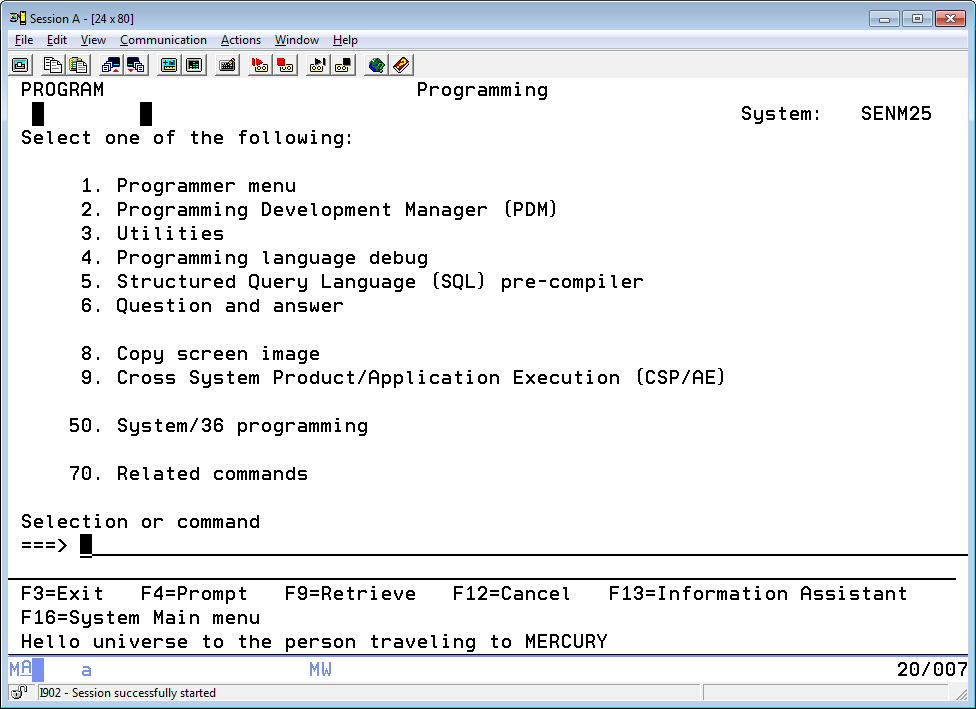 Session A - [24 x 80]
File Edit View Communication Actions Window Help
PROGRAM Programming
System: SENM25
Select one of the following:
1. Programmer menu
2. Programming Development Manager (PDM)
3. Utilities
4. Programming language debug
5. Structured Query Language (SQL) pre-compiler
6. Question and answer
8. Copy screen image
9. Cross System Product/Application Execution (CSP/AE)
50. System/36 programming
70. Related commands
Selection or command
===>
F3=Exit F4=Prompt F9=Retrieve F12=Cancel F13=Information Assistant
F16=System Main menu
Hello universe to the person traveling to MERCURY
MA a MW 20/007
I902 - Session successfully started